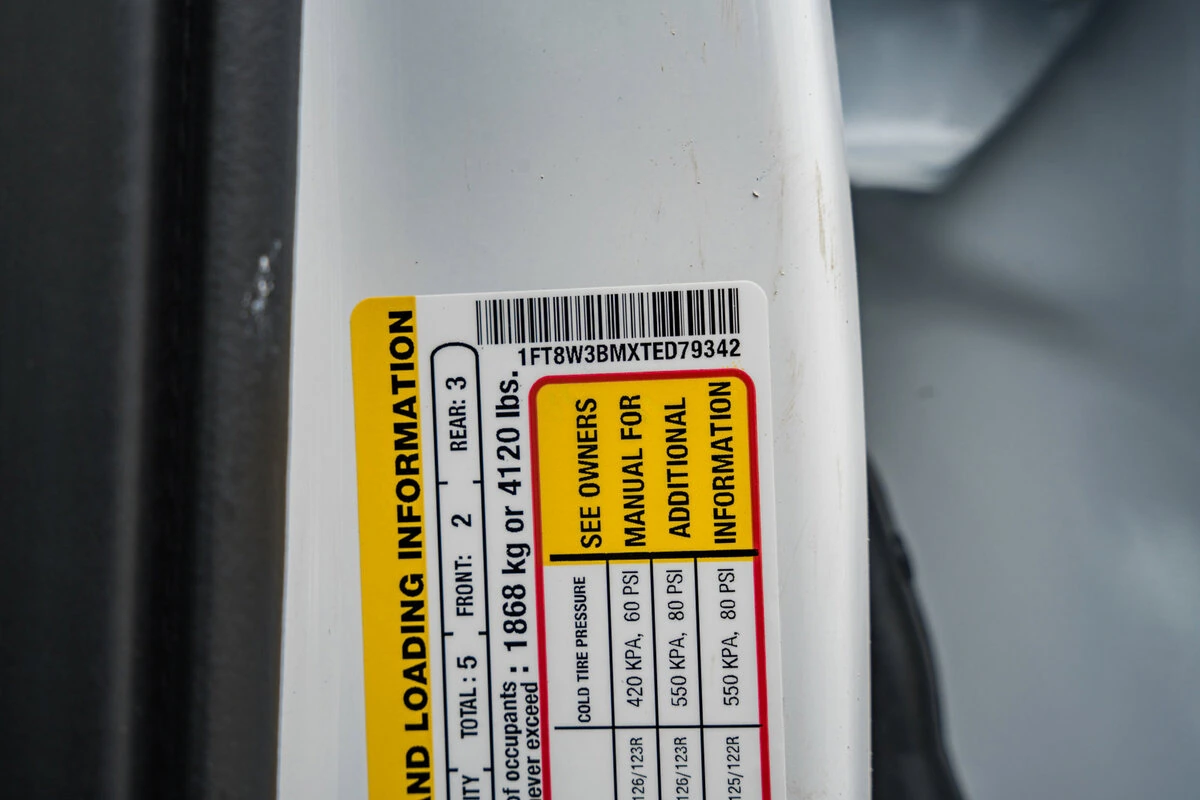 1FT8W3BMXTED79342
AND LOADING INFORMATION
ITY TOTAL: 5 FRONT: 2 REAR: 3
of occupants
never exceed : 1868 kg or 4120 lbs.
COLD TIRE PRESSURE
126/123R 420 KPA, 60 PSI
126/123R 550 KPA, 80 PSI
125/122R 550 KPA, 80 PSI
SEE OWNERS
MANUAL FOR
ADDITIONAL
INFORMATION